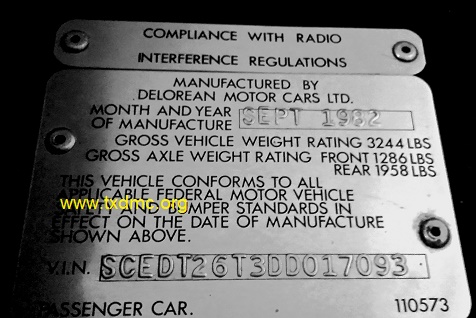 COMPLIANCE WITH RADIO
INTERFERENCE REGULATIONS
MANUFACTURED BY
DELOREAN MOTOR CARS LTD.
MONTH AND YEAR
OF MANUFACTURE SEPT 1982
GROSS VEHICLE WEIGHT RATING 3244 LBS
GROSS AXLE WEIGHT RATING FRONT 1286 LBS
REAR 1958 LBS
THIS VEHICLE CONFORMS TO ALL
APPLICABLE FEDERAL MOTOR VEHICLE
www.txdmc.org
SAFETY AND BUMPER STANDARDS IN
EFFECT ON THE DATE OF MANUFACTURE
SHOWN ABOVE.
V.I.N. SCEDT26T3DD017093
PASSENGER CAR. 110573